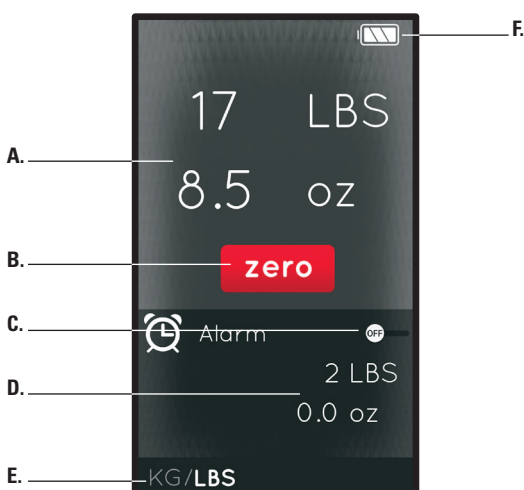 F.
17 LBS
A.
8.5 oz
B.
zero
C.
Alarm OFF
2 LBS
D.
0.0 oz
E.
KG/LBS